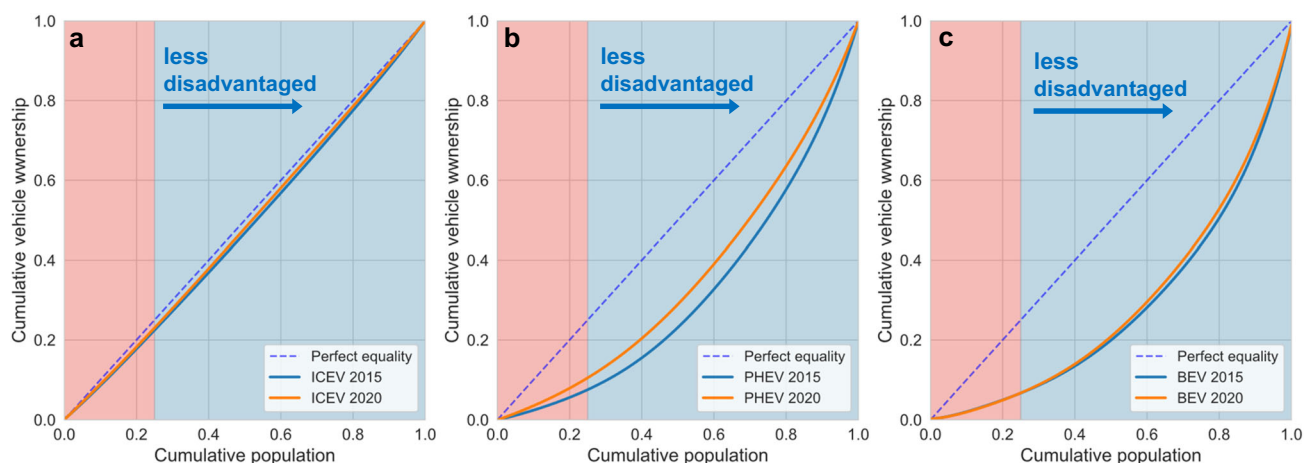 a
less
disadvantaged
1.0
0.8
0.6
0.4
0.2
0.0
Cumulative vehicle wwnership
Perfect equality
ICEV 2015
ICEV 2020
0.0 0.2 0.4 0.6 0.8 1.0
Cumulative population
b
less
disadvantaged
1.0
0.8
0.6
0.4
0.2
0.0
Cumulative vehicle wwnership
Perfect equality
PHEV 2015
PHEV 2020
0.0 0.2 0.4 0.6 0.8 1.0
Cumulative population
c
less
disadvantaged
1.0
0.8
0.6
0.4
0.2
0.0
Cumulative vehicle wwnership
Perfect equality
BEV 2015
BEV 2020
0.0 0.2 0.4 0.6 0.8 1.0
Cumulative population